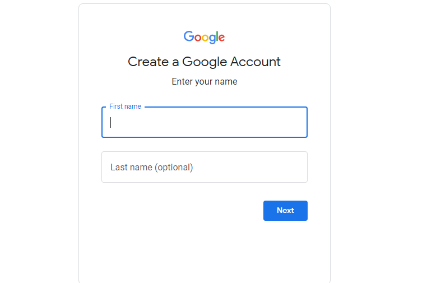 Google
Create a Google Account
Enter your name
First name
Last name (optional)
Next